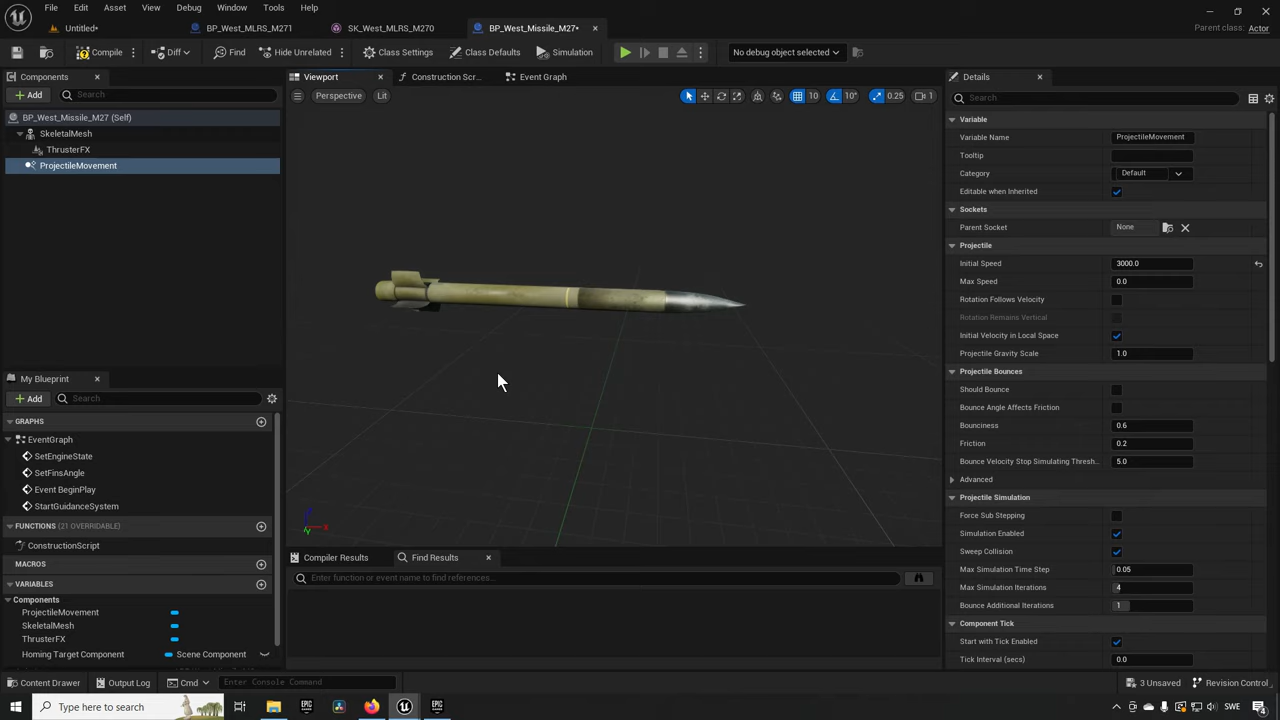 File Edit Asset View Debug Window Tools Help
Untitled•
BP_West_MLRS_M271
SK_West_MLRS_M270
BP_West_Missile_M27•
Parent class: Actor
Compile
Diff
Find
Hide Unrelated
Class Settings
Class Defaults
Simulation
No debug object selected
Components
Viewport
Construction Scr...
Event Graph
Details
Add
Search
Perspective
Lit
10
10°
0.25
1
Search
BP_West_Missile_M27 (Self)
SkeletalMesh
ThrusterFX
ProjectileMovement
Variable
Variable Name ProjectileMovement
Tooltip
Category Default
Editable when Inherited
Sockets
Parent Socket None
Projectile
Initial Speed 3000.0
Max Speed 0.0
Rotation Follows Velocity
Rotation Remains Vertical
Initial Velocity in Local Space
Projectile Gravity Scale 1.0
Projectile Bounces
Should Bounce
Bounce Angle Affects Friction
Bounciness 0.6
Friction 0.2
Bounce Velocity Stop Simulating Thresh... 5.0
Advanced
Projectile Simulation
Force Sub Stepping
Simulation Enabled
Sweep Collision
Max Simulation Time Step 0.05
Max Simulation Iterations 4
Bounce Additional Iterations 1
Component Tick
Start with Tick Enabled
Tick Interval (secs) 0.0
My Blueprint
Add
Search
GRAPHS
EventGraph
SetEngineState
SetFinsAngle
Event BeginPlay
StartGuidanceSystem
FUNCTIONS (21 OVERRIDABLE)
ConstructionScript
MACROS
VARIABLES
Components
ProjectileMovement
SkeletalMesh
ThrusterFX
Homing Target Component Scene Component
Z
X
Y
Compiler Results
Find Results
Enter function or event name to find references...
Content Drawer
Output Log
Cmd
Enter Console Command
3 Unsaved
Revision Control
Type here to search
SWE